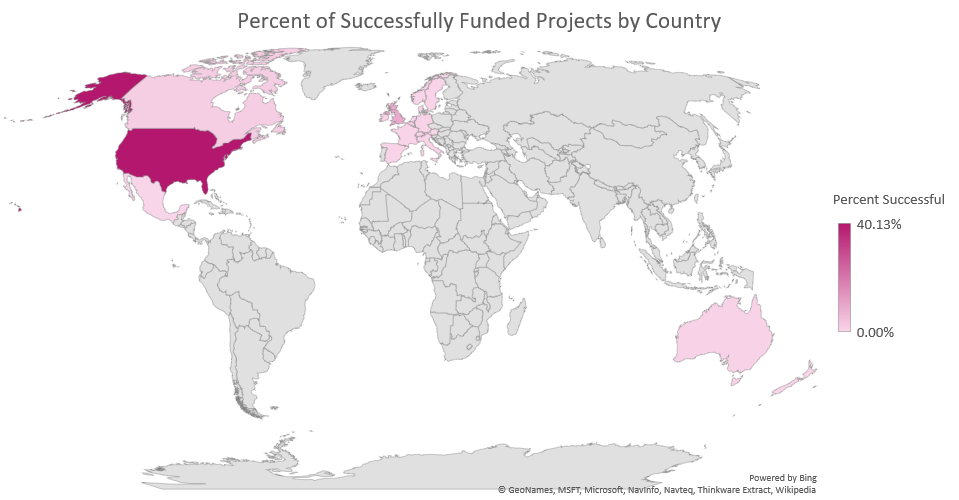 Percent of Successfully Funded Projects by Country
Percent Successful
40.13%
0.00%
Powered by Bing
© GeoNames, MSFT, Microsoft, NavInfo, Navteq, Thinkware Extract, Wikipedia